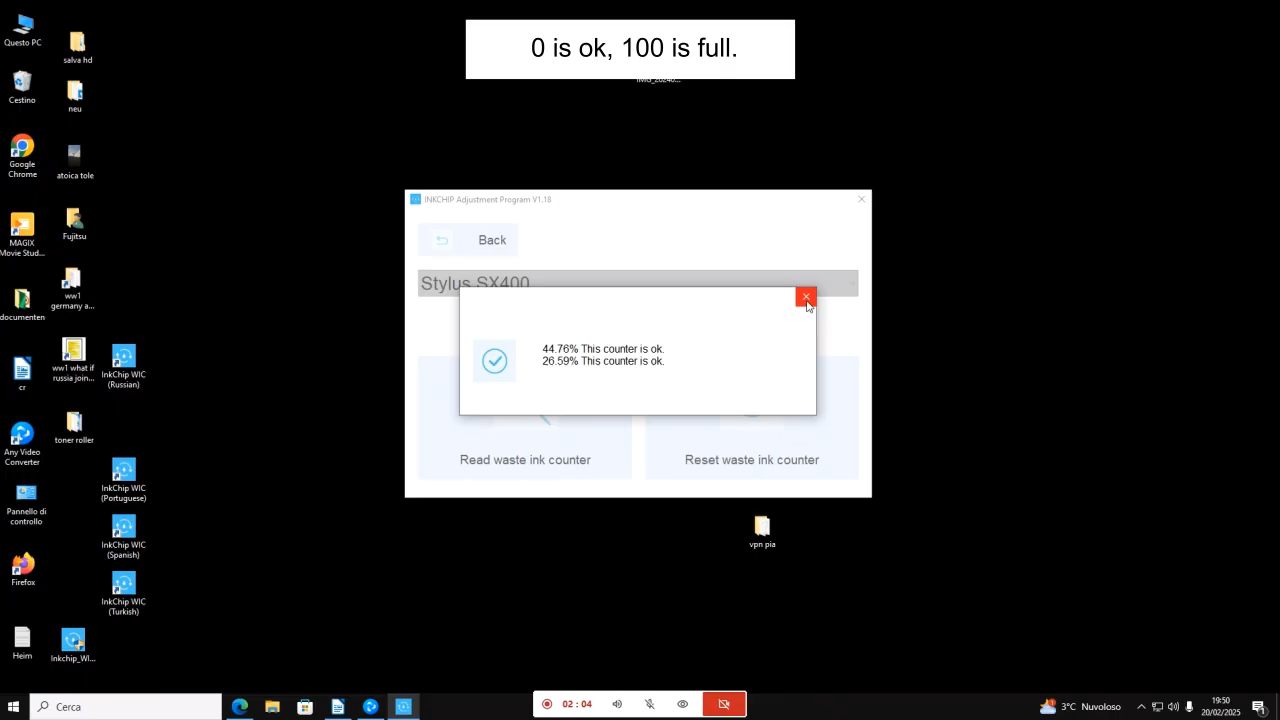 0 is ok, 100 is full.
Questo PC
salva hd
Cestino
neu
Google
Chrome
atoica tole
MAGIX
Movie Stud...
Fujitsu
documenten
ww1
germany a...
cr
ww1 what if
russia join...
InkChip WIC
(Russian)
Any Video
Converter
toner roller
Pannello di
controllo
InkChip WIC
(Portuguese)
InkChip WIC
(Spanish)
Firefox
InkChip WIC
(Turkish)
Heim
Inkchip_WI...
INKCHIP Adjustment Program V1.18
Back
Stylus SX400
44.76% This counter is ok.
26.59% This counter is ok.
Read waste ink counter
Reset waste ink counter
vpn pia
Cerca
02 : 04
3°C Nuvoloso
19:50
20/02/2025